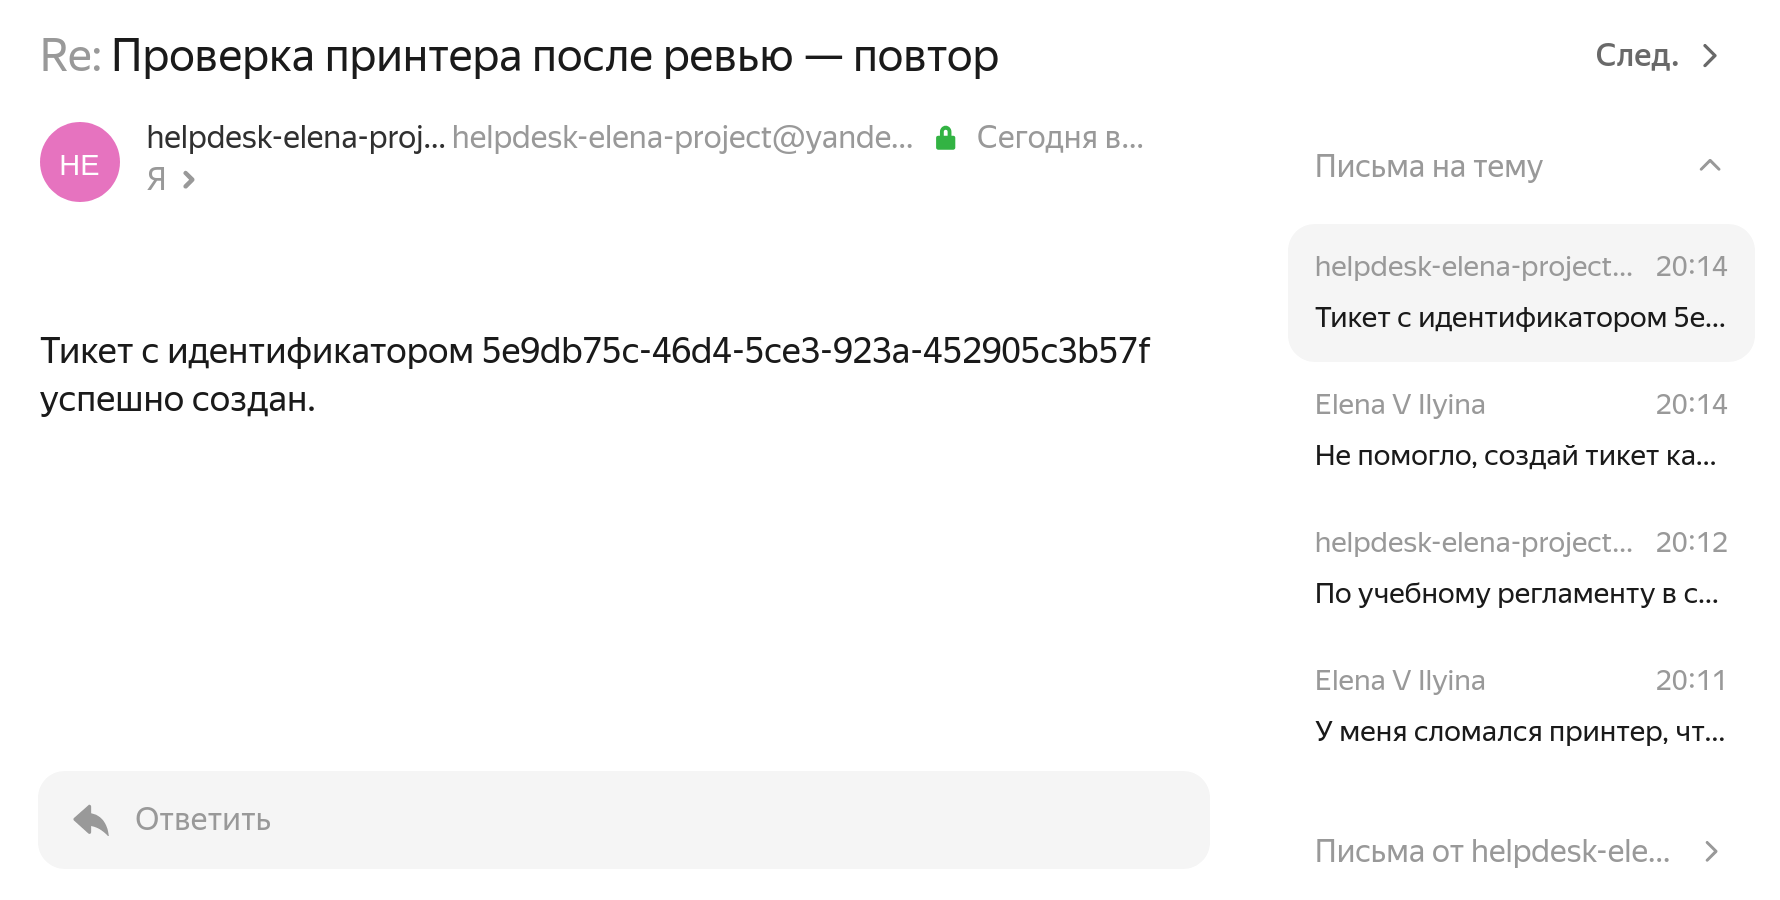 Re: Проверка принтера после ревью — повтор
След.
НЕ
helpdesk-elena-proj... helpdesk-elena-project@yande... Сегодня в...
Я
Тикет с идентификатором 5e9db75c-46d4-5ce3-923a-452905c3b57f
успешно создан.
Ответить
Письма на тему
helpdesk-elena-project... 20:14
Тикет с идентификатором 5e...
Elena V Ilyina 20:14
Не помогло, создай тикет ка...
helpdesk-elena-project... 20:12
По учебному регламенту в с...
Elena V Ilyina 20:11
У меня сломался принтер, чт...
Письма от helpdesk-ele...